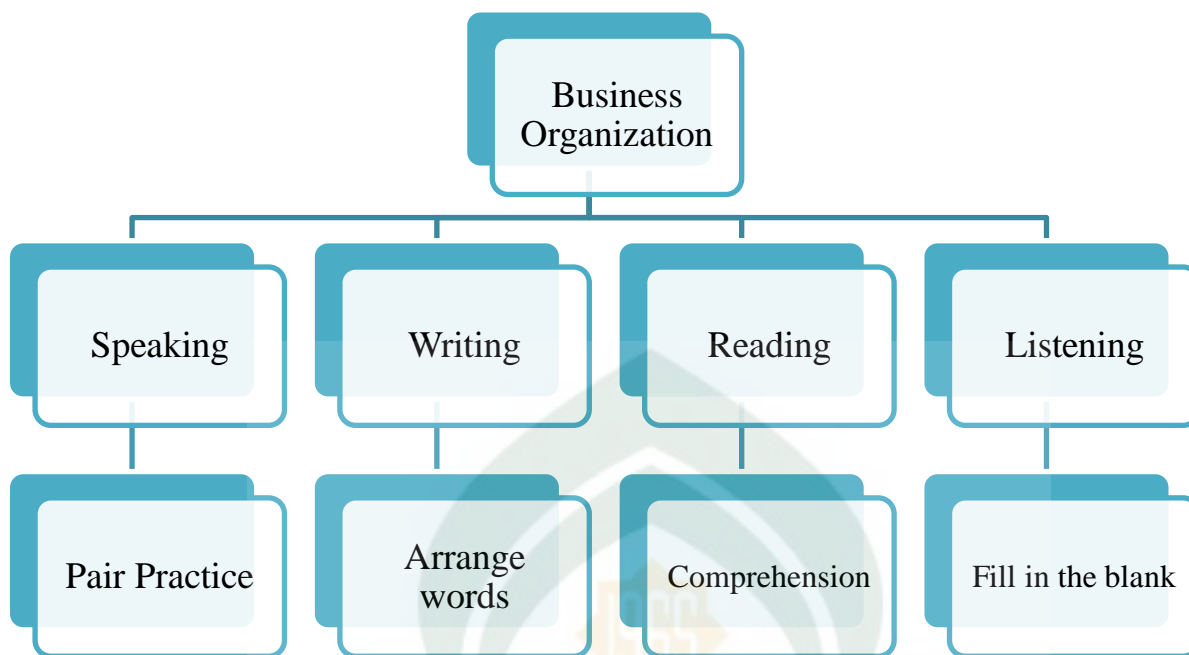 Business
Organization
Speaking
Writing
Reading
Listening
Pair Practice
Arrange
words
Comprehension
Fill in the blank